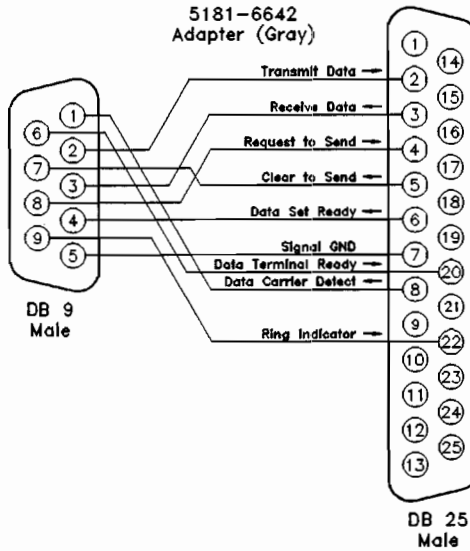 5181-6642
Adapter (Gray)
1
14
Transmit Data →
2
15
1
Receive Data ←
3
6
16
2
Request to Send →
4
7
17
3
Clear to Send ←
5
8
18
4
Data Set Ready ←
6
9
19
5
Signal GND
7
Data Terminal Ready →
20
Data Carrier Detect ←
8
21
DB 9
Male
9
Ring Indicator →
22
10
23
11
24
12
25
13
DB 25
Male